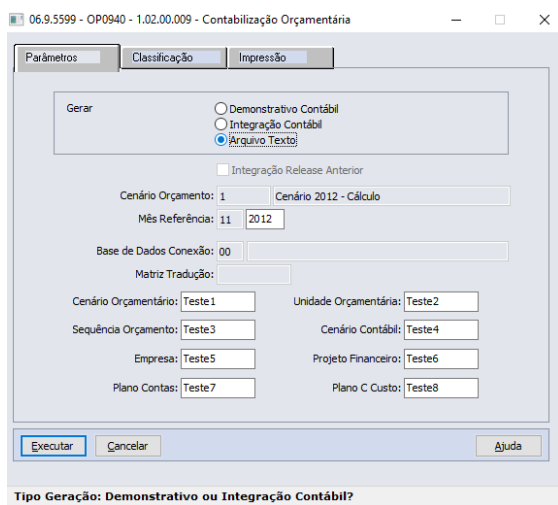 06.9.5599 - OP0940 - 1.02.00.009 - Contabilização Orçamentária
Parâmetros Classificação Impressão
Gerar Demonstrativo Contábil
Integração Contábil
Arquivo Texto
Integração Release Anterior
Cenário Orçamento: 1 Cenário 2012 - Cálculo
Mês Referência: 11 2012
Base de Dados Conexão: 00
Matriz Tradução:
Cenário Orçamentário: Teste1 Unidade Orçamentária: Teste2
Sequência Orçamento: Teste3 Cenário Contábil: Teste4
Empresa: Teste5 Projeto Financeiro: Teste6
Plano Contas: Teste7 Plano C Custo: Teste8
Executar Cancelar Ajuda
Tipo Geração: Demonstrativo ou Integração Contábil?